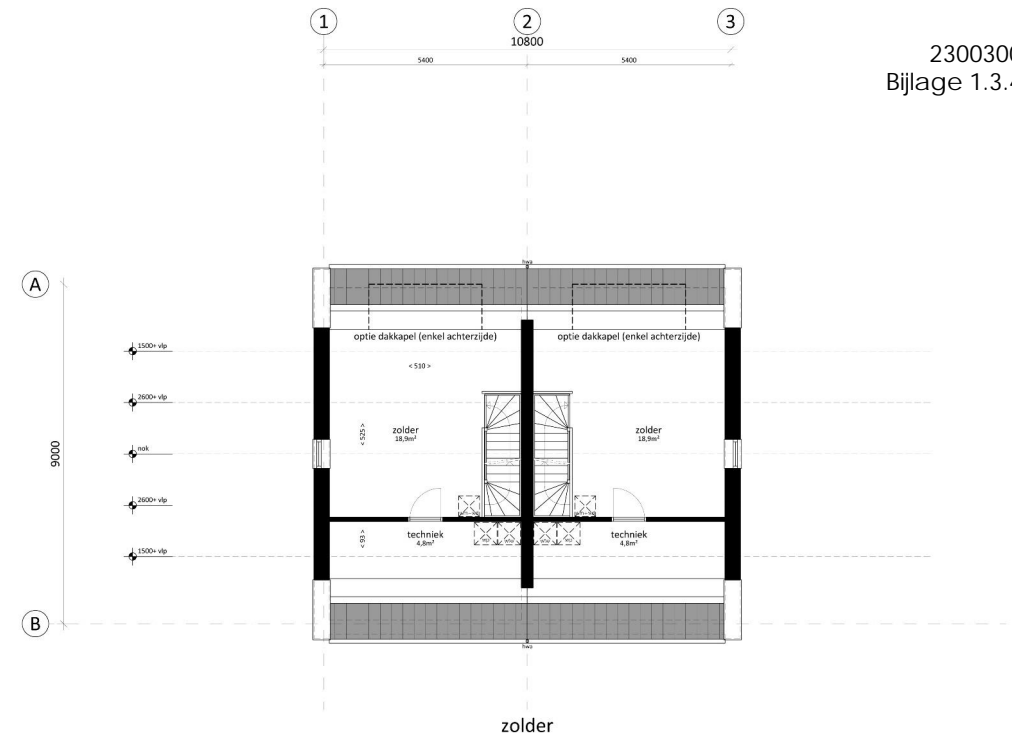 1 2 3
10800
5400 5400
2300300
Bijlage 1.3.4
hwa
A
optie dakkapel (enkel achterzijde) optie dakkapel (enkel achterzijde)
1500+ vlp
< 510 >
2600+ vlp
< 525 >
zolder zolder
18,9m² 18,9m²
9000
nok
2600+ vlp
techniek techniek
4,8m² 4,8m²
< 93 >
1500+ vlp
B
hwa
zolder